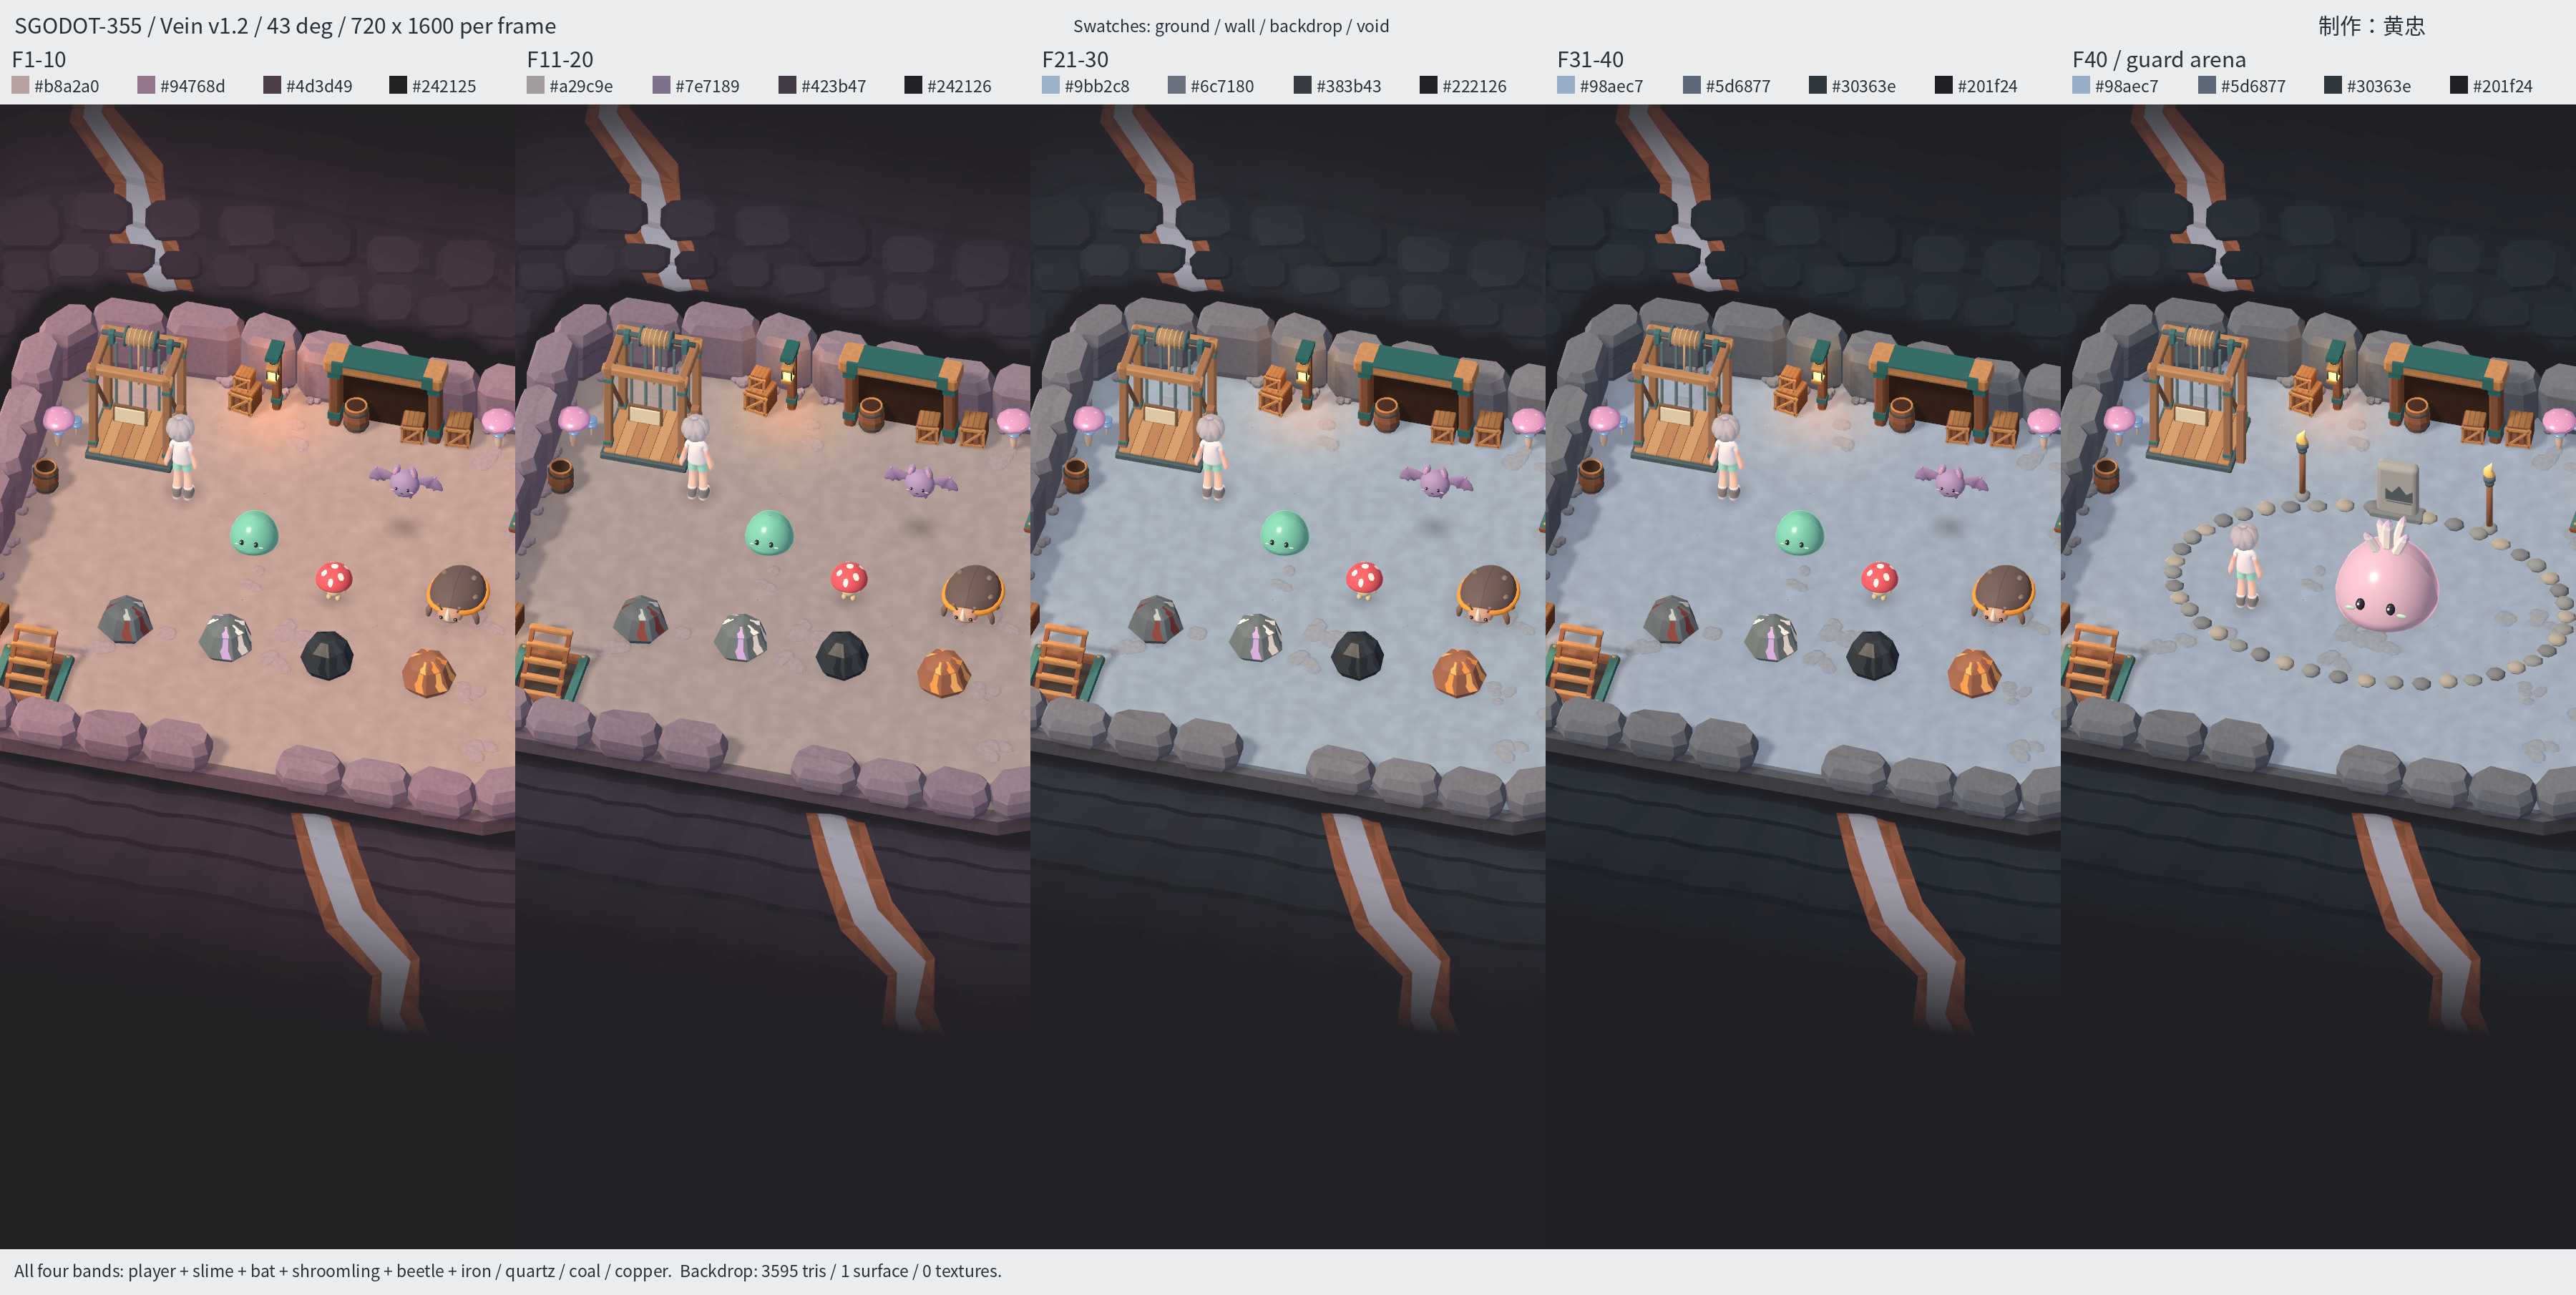 SGODOT-355 / Vein v1.2 / 43 deg / 720 x 1600 per frame
Swatches: ground / wall / backdrop / void
制作：黄忠
F1-10
#b8a2a0 #94768d #4d3d49 #242125
F11-20
#a29c9e #7e7189 #423b47 #242126
F21-30
#9bb2c8 #6c7180 #383b43 #222126
F31-40
#98aec7 #5d6877 #30363e #201f24
F40 / guard arena
#98aec7 #5d6877 #30363e #201f24
All four bands: player + slime + bat + shroomling + beetle + iron / quartz / coal / copper. Backdrop: 3595 tris / 1 surface / 0 textures.